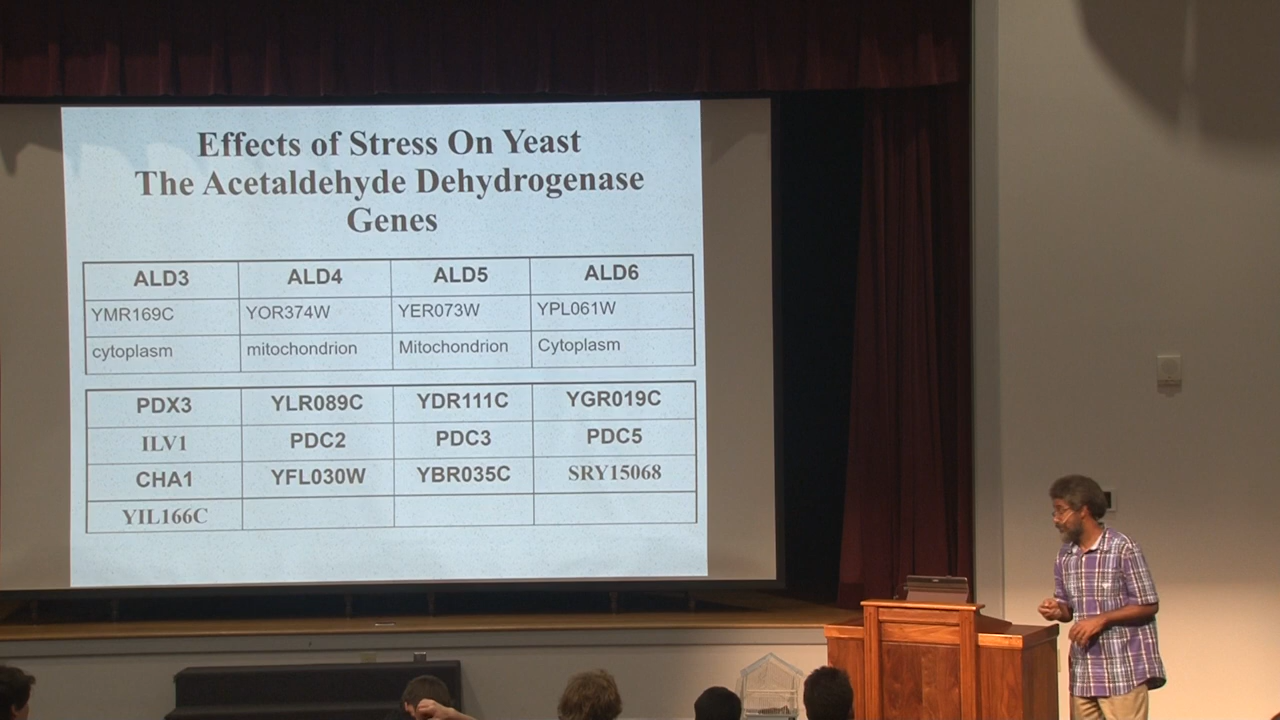 Effects of Stress On Yeast
The Acetaldehyde Dehydrogenase
Genes
ALD3 ALD4 ALD5 ALD6
YMR169C YOR374W YER073W YPL061W
cytoplasm mitochondrion Mitochondrion Cytoplasm
PDX3 YLR089C YDR111C YGR019C
ILV1 PDC2 PDC3 PDC5
CHA1 YFL030W YBR035C SRY15068
YIL166C